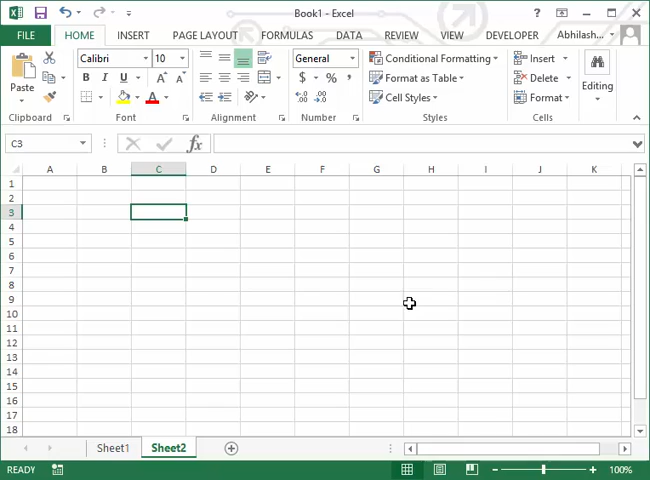 Book1 - Excel
FILE HOME INSERT PAGE LAYOUT FORMULAS DATA REVIEW VIEW DEVELOPER Abhilash...
Paste
Calibri 10
B I U A A
A
General
$ % ,
Conditional Formatting
Format as Table
Cell Styles
Insert
Delete
Format
Editing
Clipboard Font Alignment Number Styles Cells
C3 fx
A B C D E F G H I J K
1
2
3
4
5
6
7
8
9
10
11
12
13
14
15
16
17
18
Sheet1 Sheet2
READY 100%